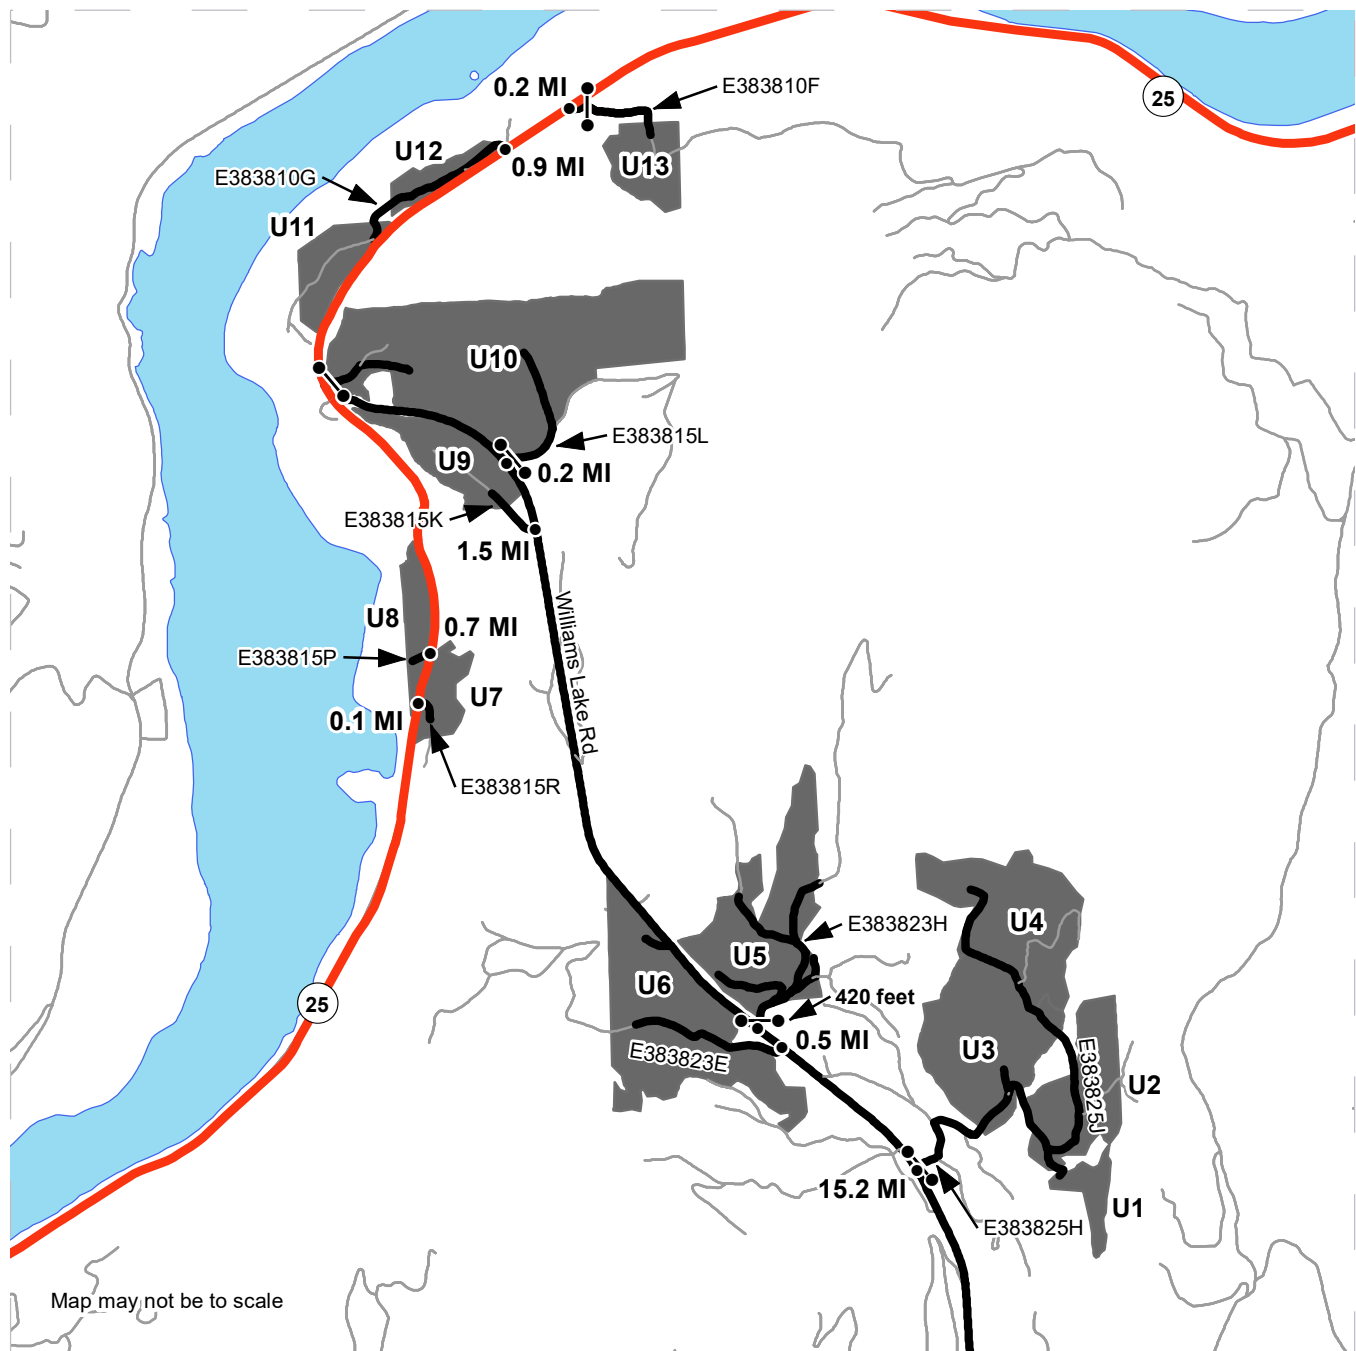 0.2 MI
E383810F
25
U12
0.9 MI
U13
E383810G
U11
U10
E383815L
U9
0.2 MI
E383815K
1.5 MI
Williams Lake Rd
U8
0.7 MI
E383815P
U7
0.1 MI
E383815R
E383823H
U4
U5
U6
420 feet
25
0.5 MI
U3
E383823E
E383825J
U2
15.2 MI
U1
E383825H
Map may not be to scale